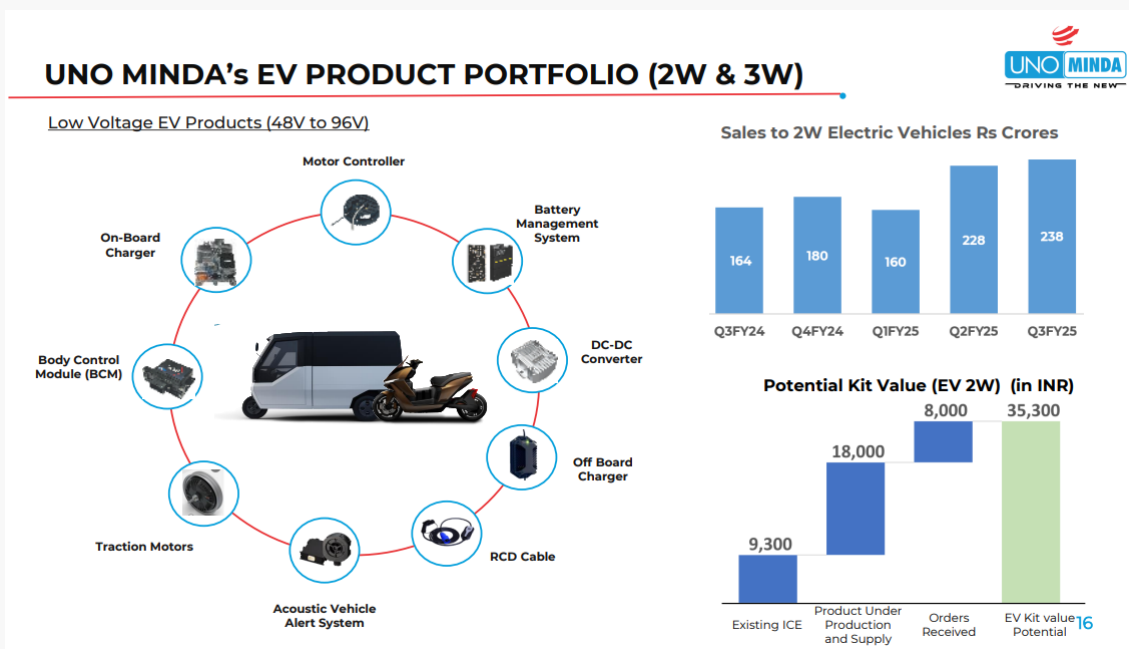 UNO MINDA's EV PRODUCT PORTFOLIO (2W & 3W)
UNO MINDA
DRIVING THE NEW
Low Voltage EV Products (48V to 96V)
Motor Controller
Battery
Management
System
DC-DC
Converter
Off Board
Charger
RCD Cable
Acoustic Vehicle
Alert System
Traction Motors
Body Control
Module (BCM)
On-Board
Charger
Sales to 2W Electric Vehicles Rs Crores
164
180
160
228
238
Q3FY24
Q4FY24
Q1FY25
Q2FY25
Q3FY25
Potential Kit Value (EV 2W) (in INR)
9,300
18,000
8,000
35,300
Existing ICE
Product Under
Production
and Supply
Orders
Received
EV Kit value
Potential
16